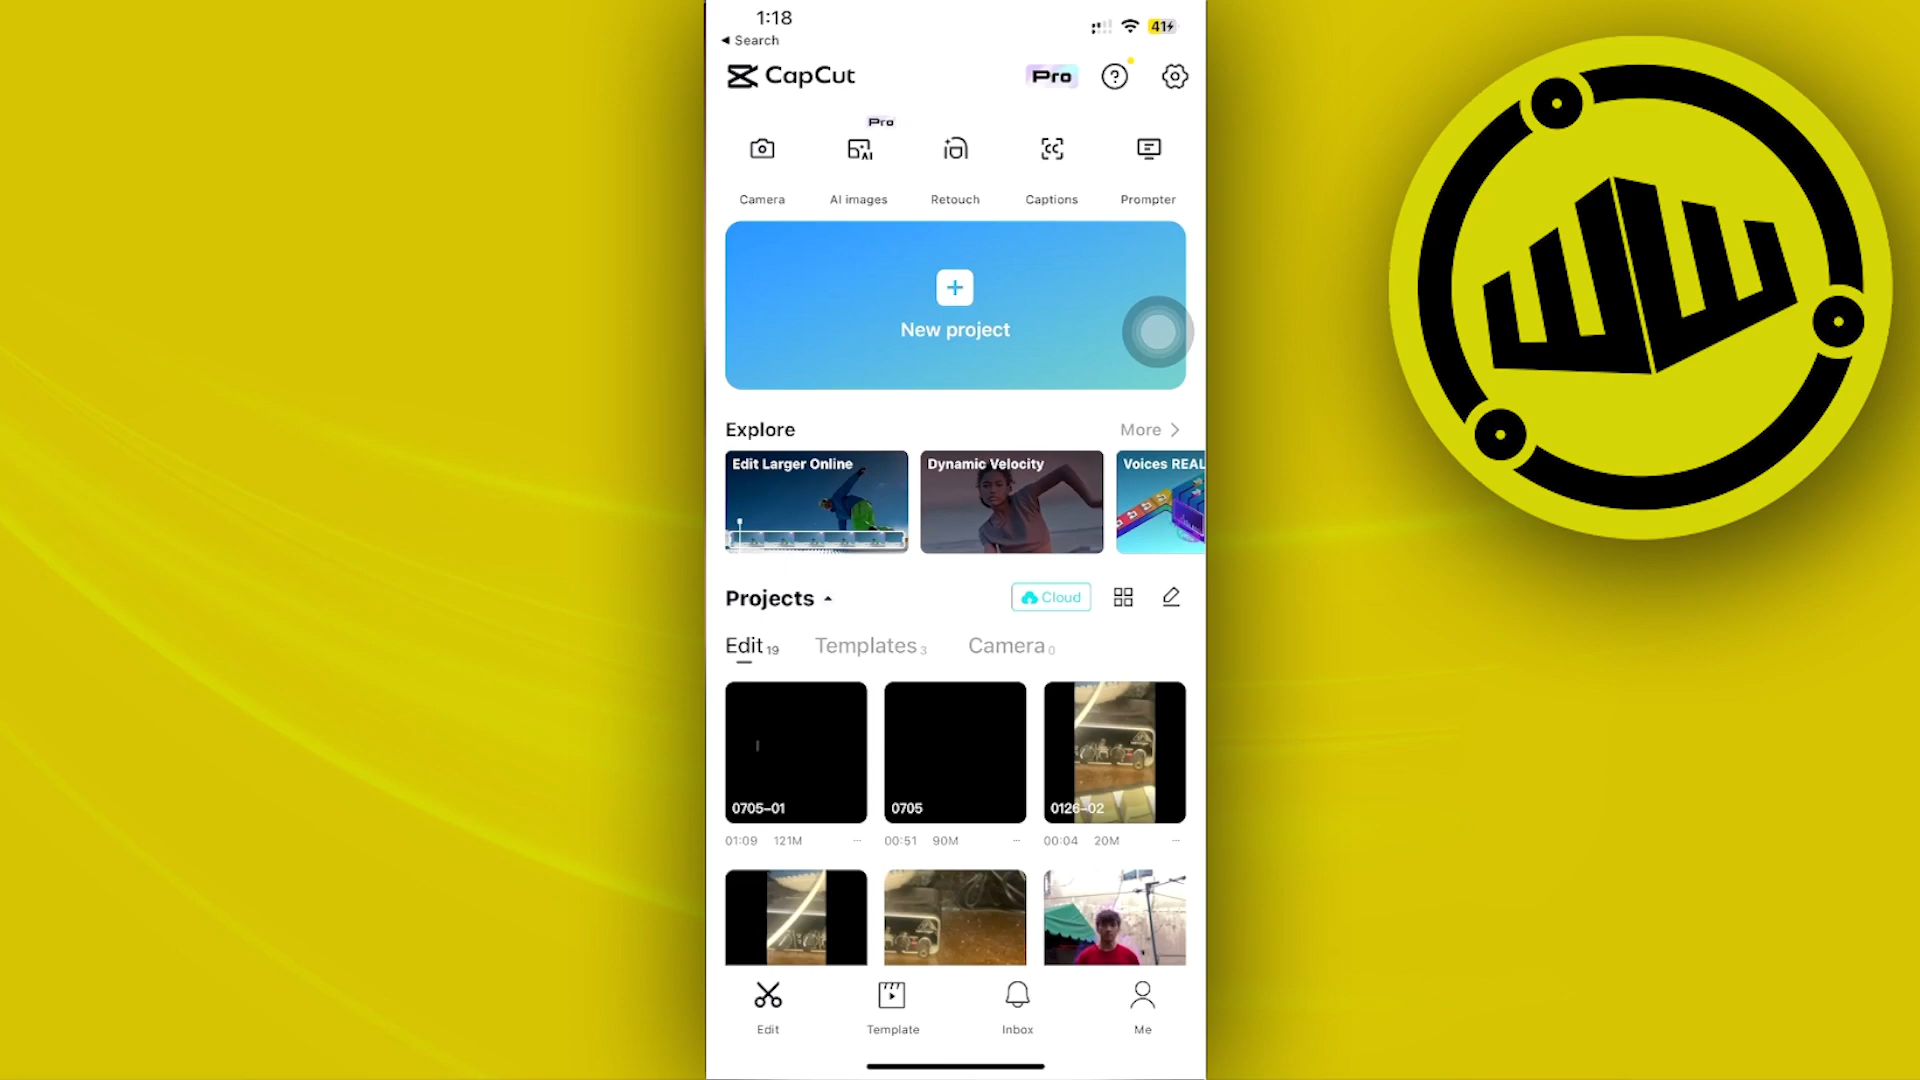 1:18
41
◀ Search
CapCut
Pro
Pro
Camera
AI images
Retouch
Captions
Prompter
New project
Explore
More
Edit Larger Online
Dynamic Velocity
Voices REAL
Projects
Cloud
Edit 19
Templates 3
Camera 0
0705-01
0705
0126-02
01:09 121M
00:51 90M
00:04 20M
Edit
Template
Inbox
Me